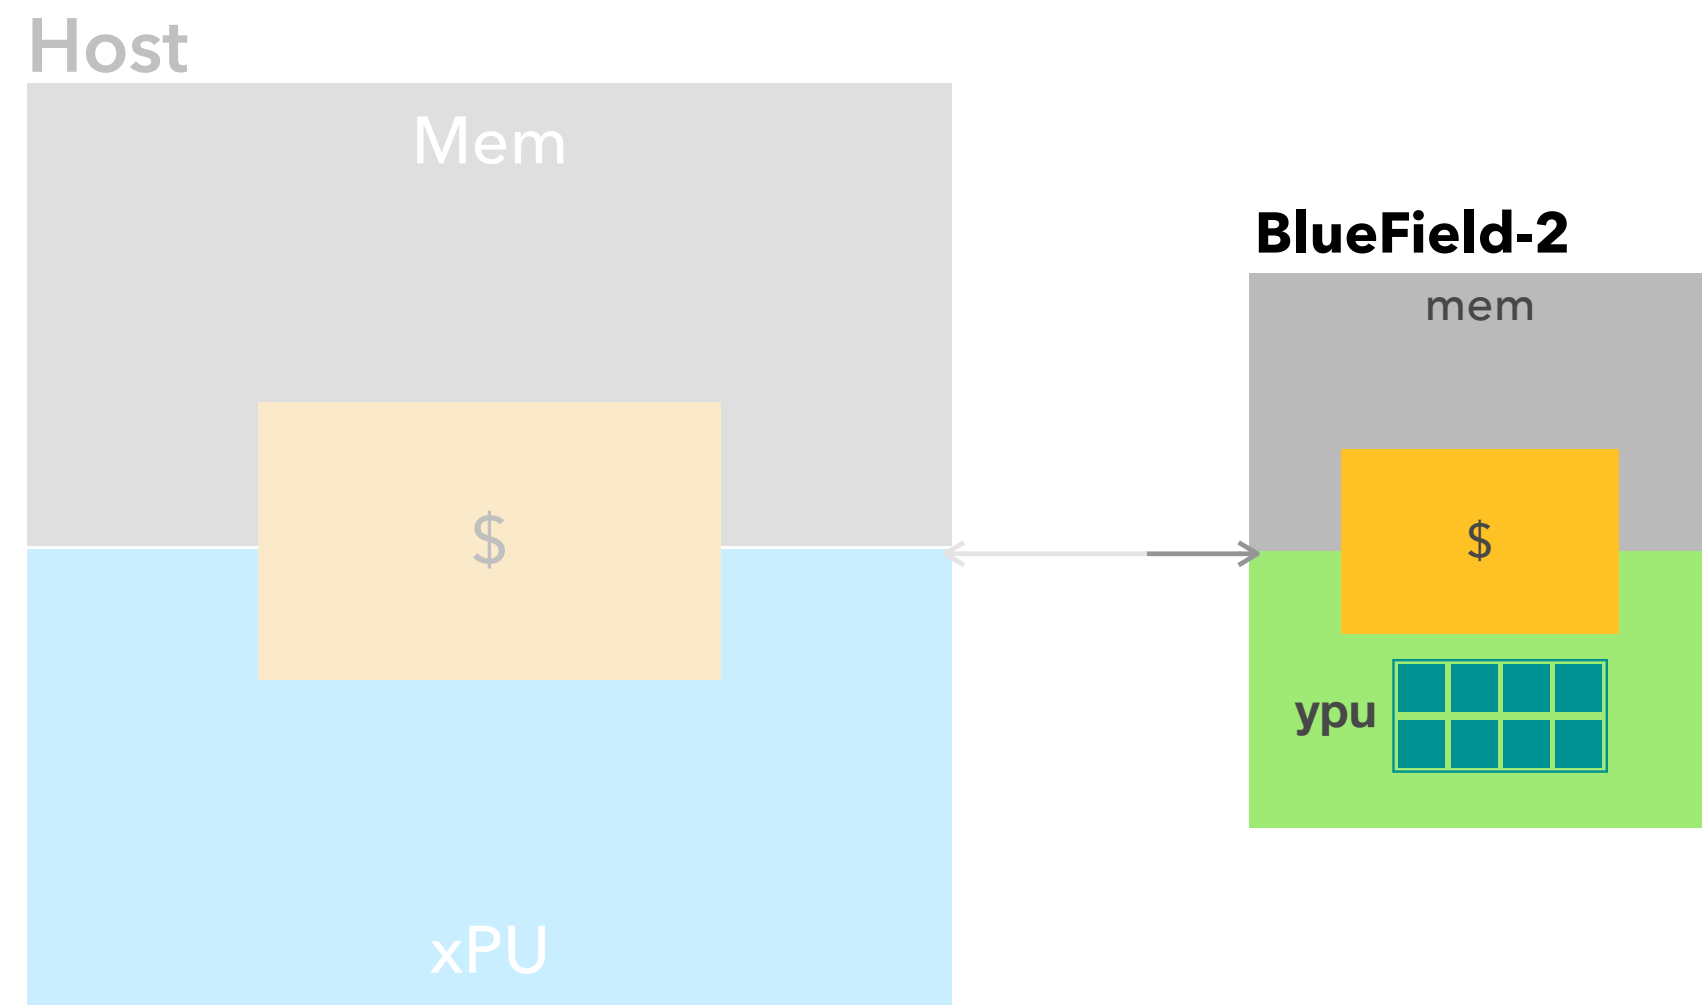 Host
Mem
$
xPU
BlueField-2
mem
$
ypu